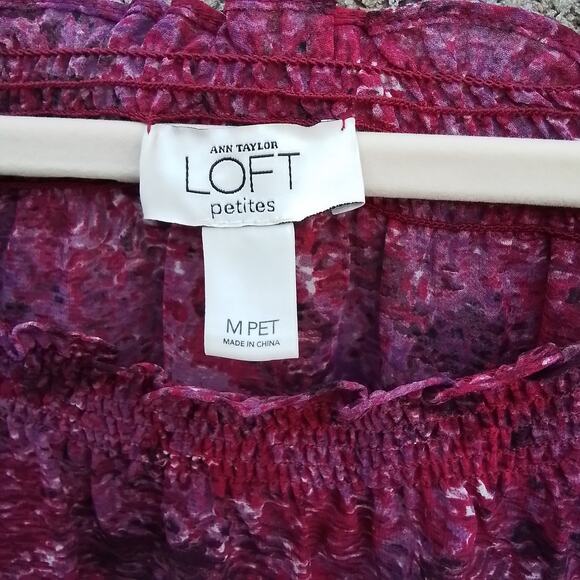 ANN TAYLOR
LOFT
petites
M PET
MADE IN CHINA